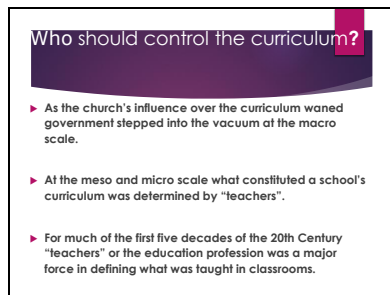 Who should control the curriculum?
▶ As the church's influence over the curriculum waned
government stepped into the vacuum at the macro
scale.
▶ At the meso and micro scale what constituted a school's
curriculum was determined by "teachers".
▶ For much of the first five decades of the 20th Century
"teachers" or the education profession was a major
force in defining what was taught in classrooms.